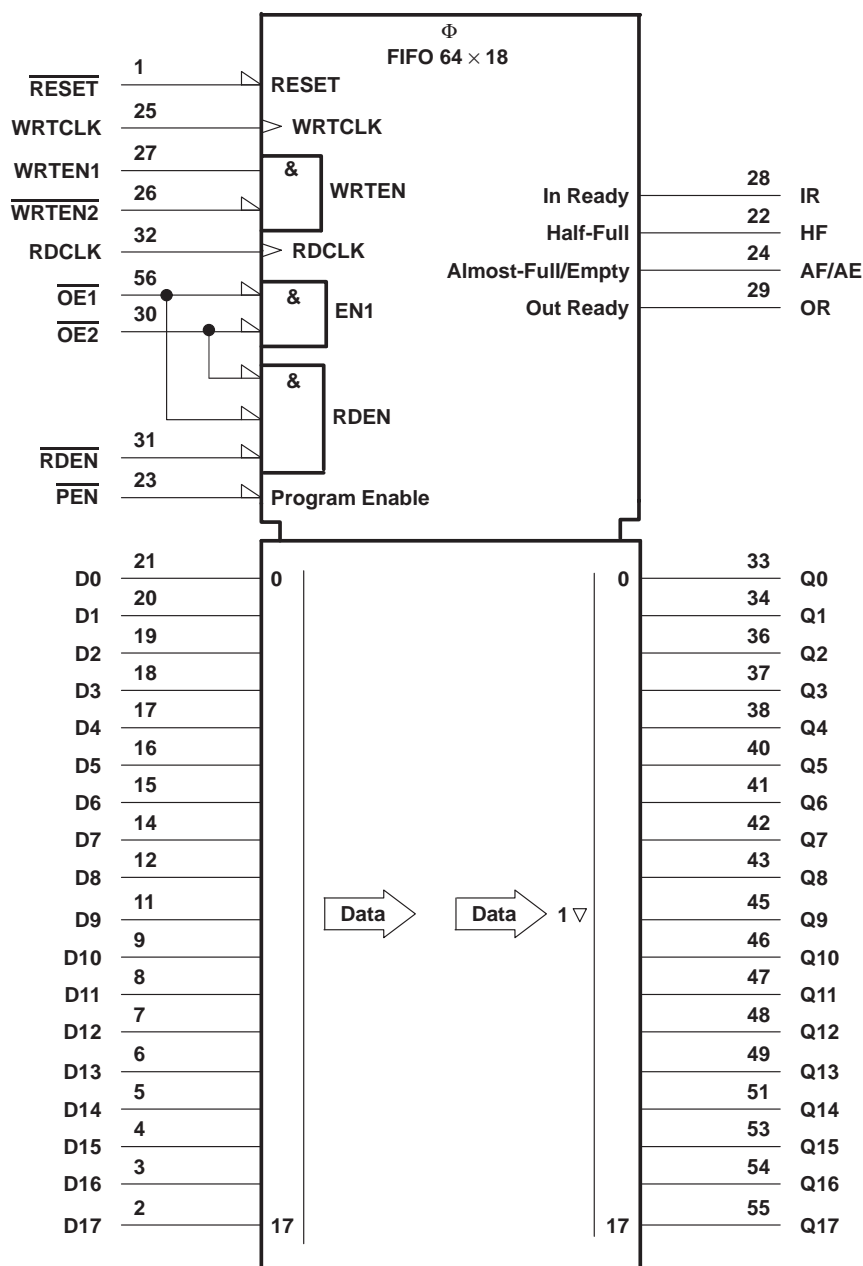 Φ
FIFO 64 × 18
RESET 1 RESET
WRTCLK 25 WRTCLK
WRTEN1 27 & WRTEN
WRTEN2 26
RDCLK 32 RDCLK
OE1 56 & EN1
OE2 30
& RDEN
RDEN 31
PEN 23 Program Enable
In Ready 28 IR
Half-Full 22 HF
Almost-Full/Empty 24 AF/AE
Out Ready 29 OR
D0 21 0 0 33 Q0
D1 20 34 Q1
D2 19 36 Q2
D3 18 37 Q3
D4 17 38 Q4
D5 16 40 Q5
D6 15 41 Q6
D7 14 42 Q7
D8 12 43 Q8
D9 11 Data Data 1 ▽ 45 Q9
D10 9 46 Q10
D11 8 47 Q11
D12 7 48 Q12
D13 6 49 Q13
D14 5 51 Q14
D15 4 53 Q15
D16 3 54 Q16
D17 2 17 17 55 Q17